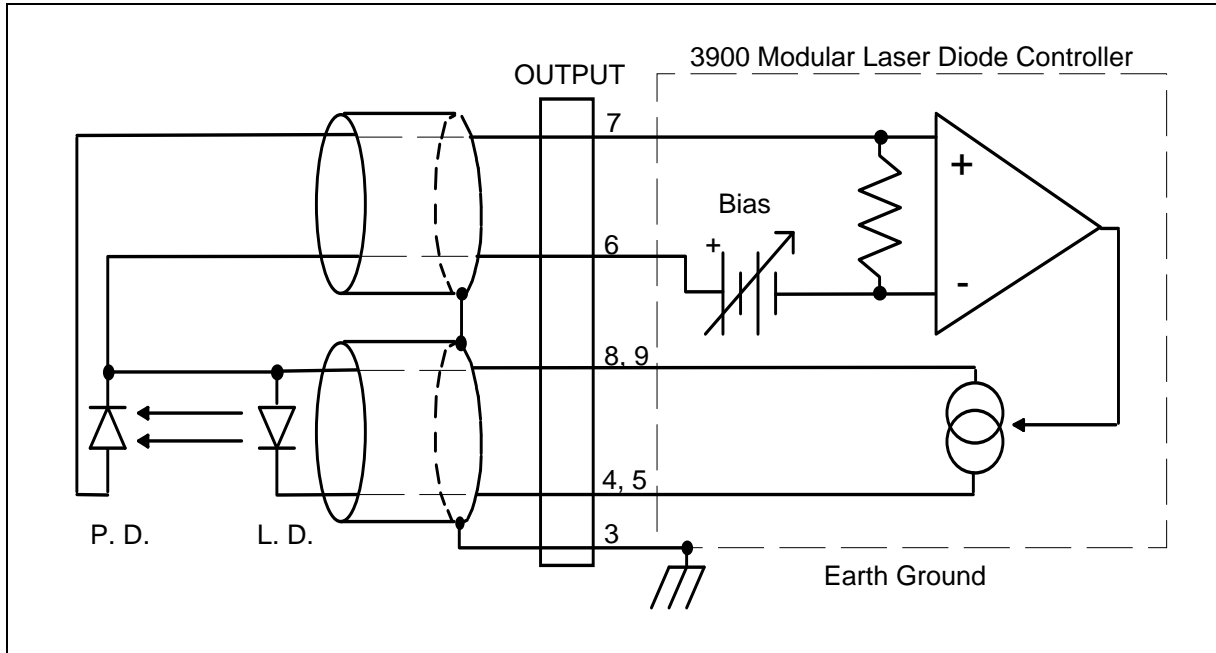 3900 Modular Laser Diode Controller
OUTPUT
7
+
Bias
+
6
-
8, 9
4, 5
P. D.
L. D.
3
Earth Ground